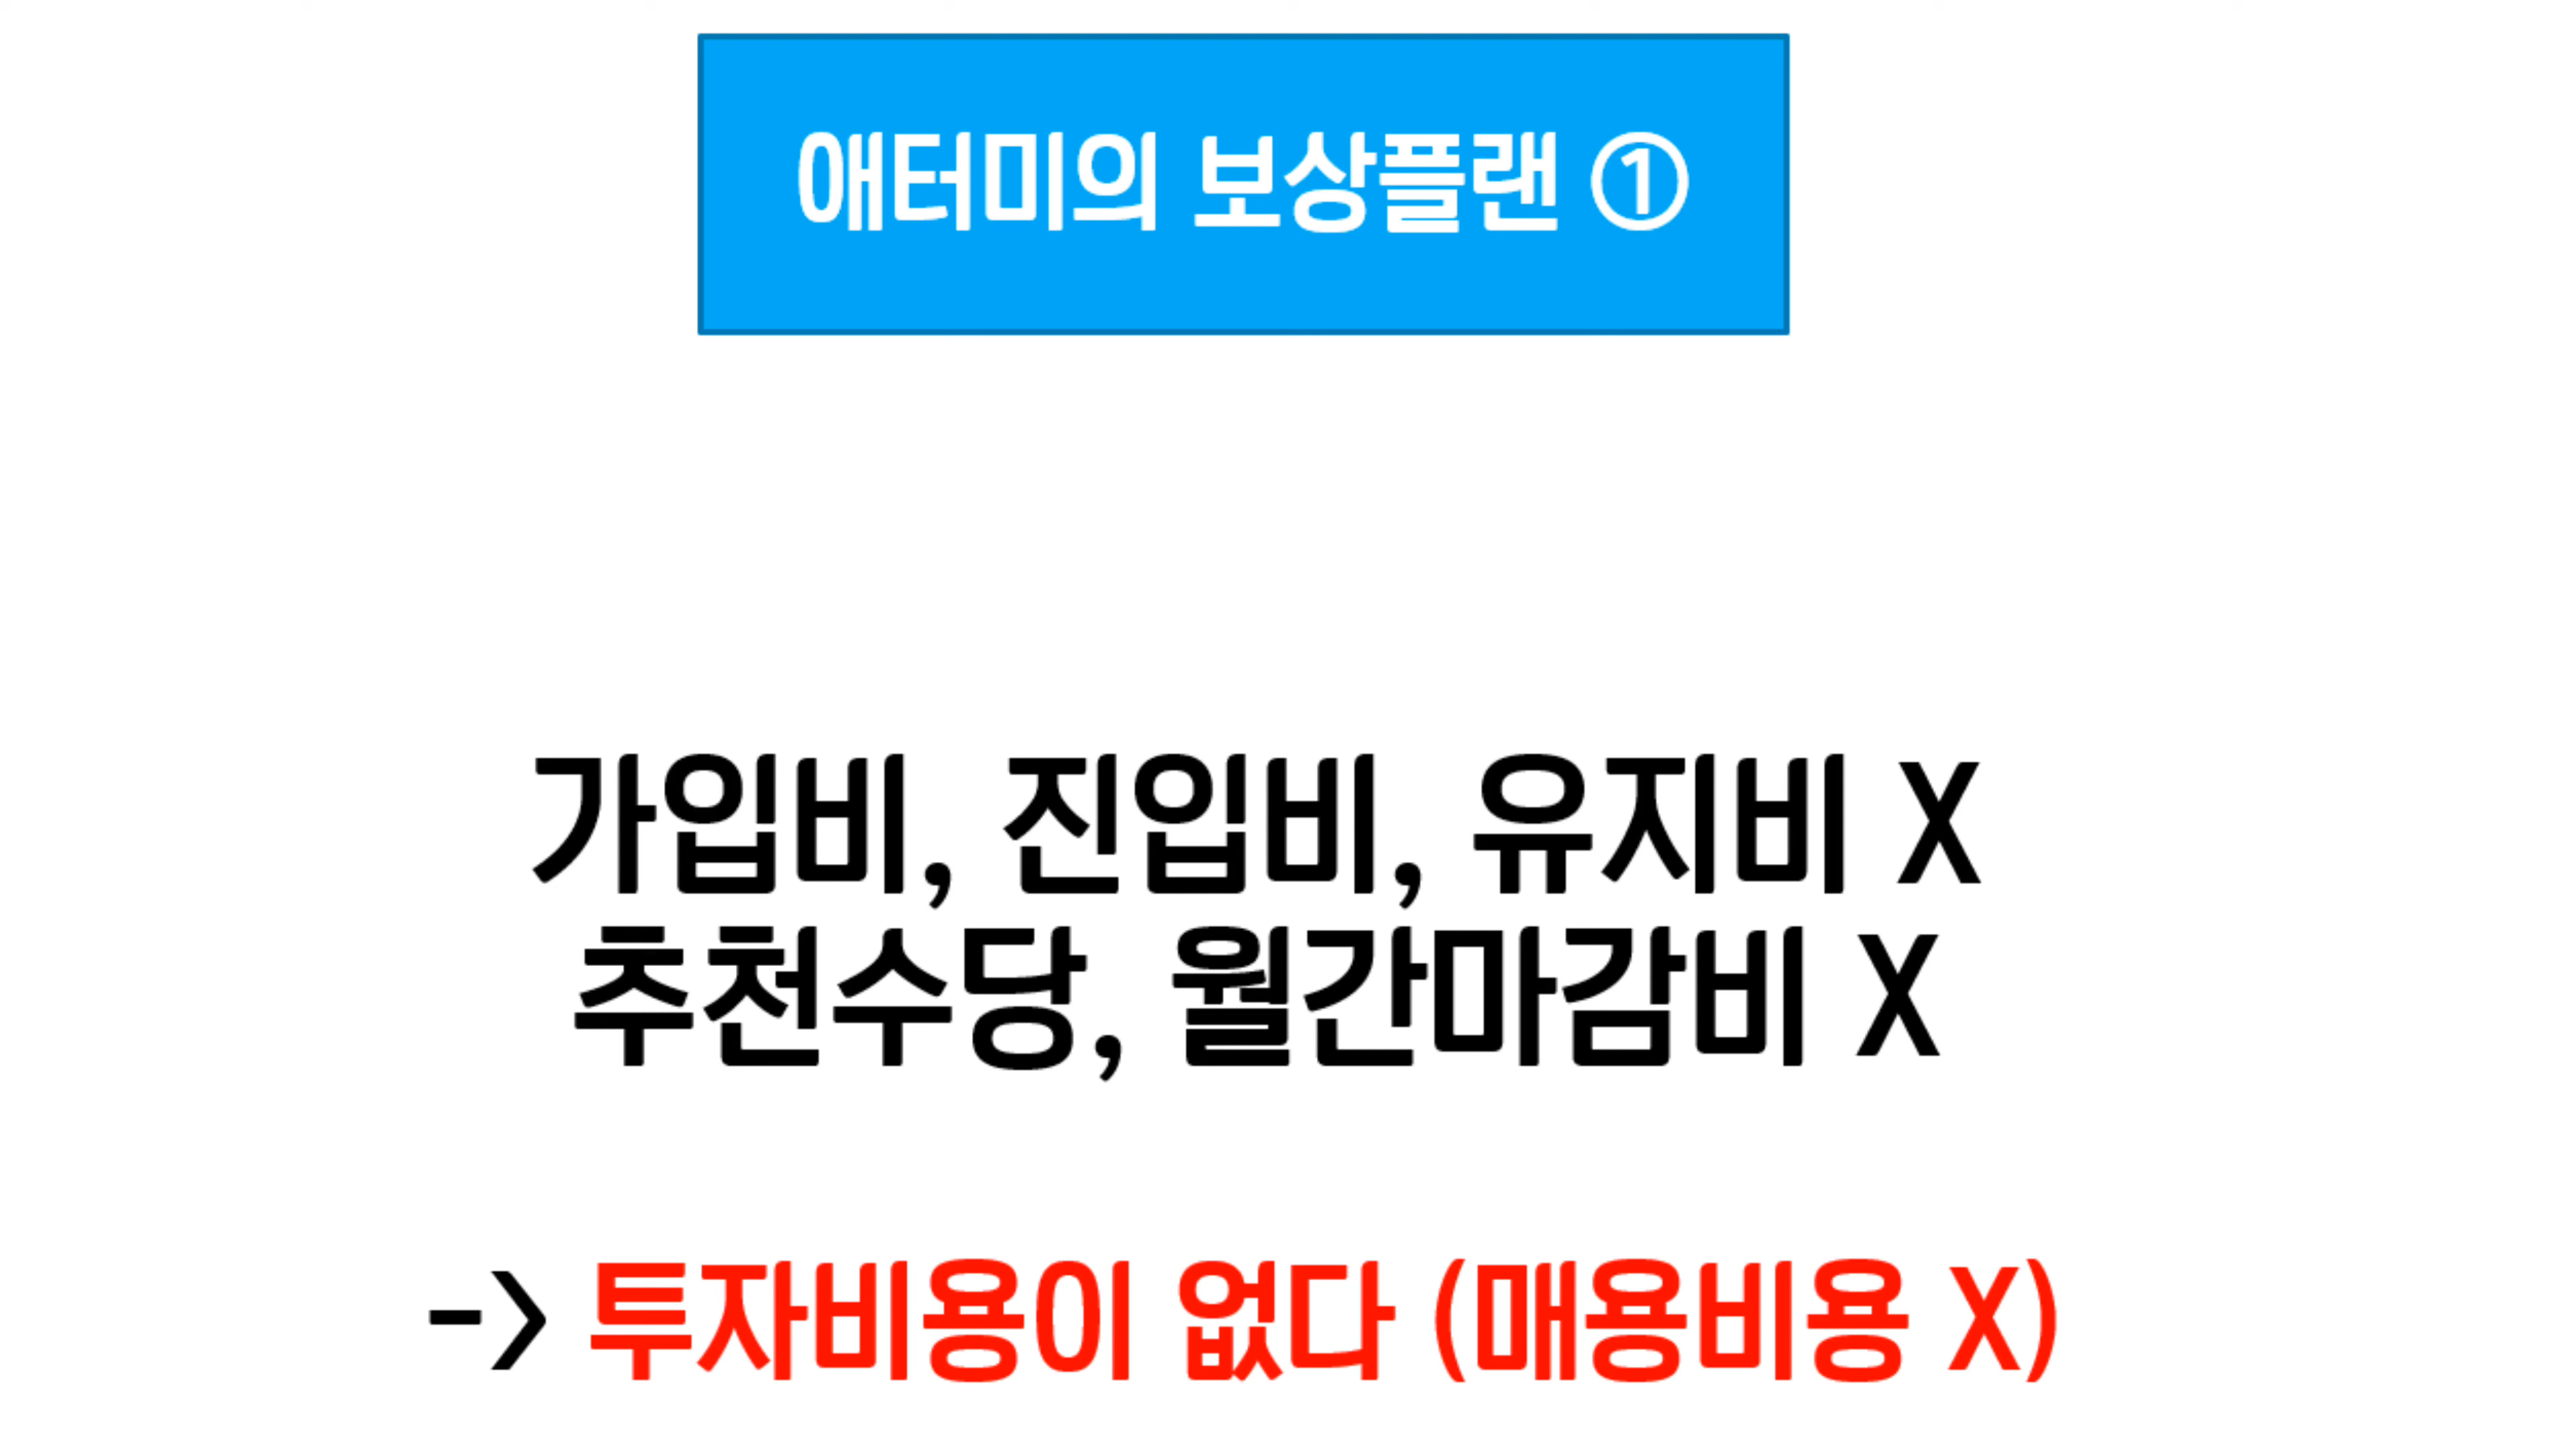 애터미의 보상플랜 ①
가입비, 진입비, 유지비 X
추천수당, 월간마감비 X
-> 투자비용이 없다 (매용비용 X)